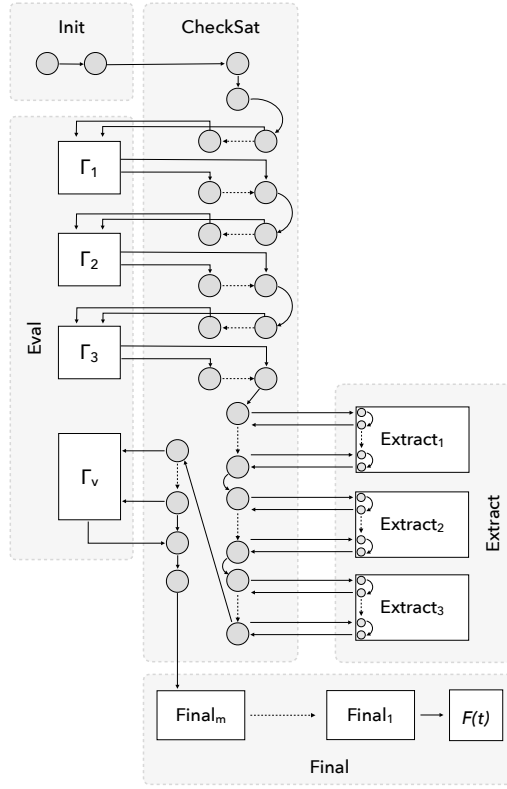 Init
CheckSat
Γ1
Γ2
Γ3
Eval
Γv
Extract1
Extract2
Extract3
Extract
Finalm
Final1
F(t)
Final